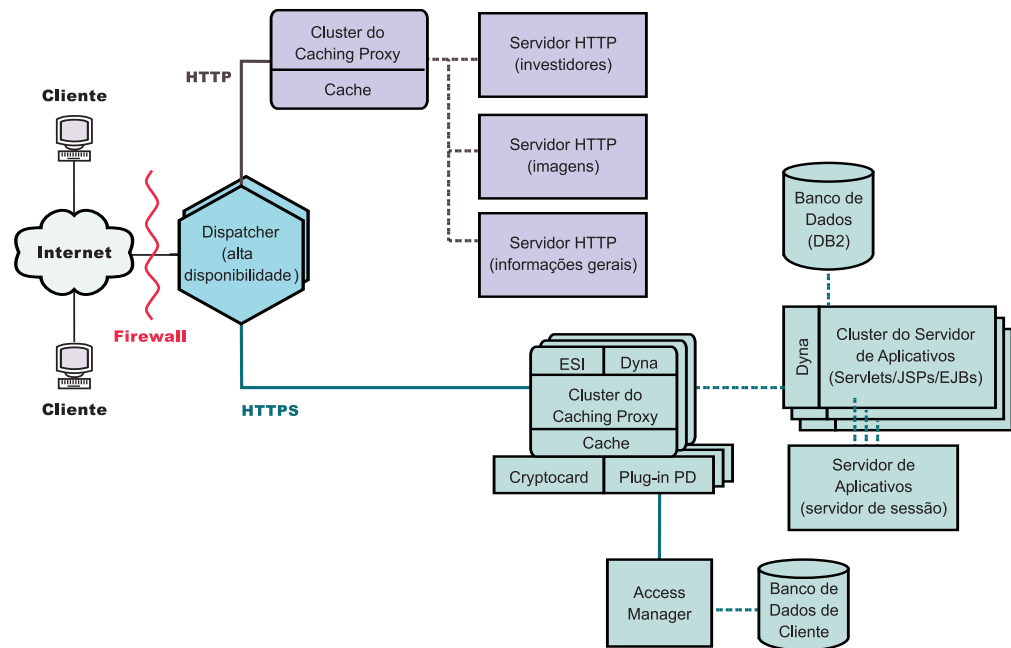 Cluster do
Caching Proxy
Cache
HTTP
Servidor HTTP
(investidores)
Servidor HTTP
(imagens)
Servidor HTTP
(informações gerais)
Cliente
Internet
Cliente
Firewall
Dispatcher
(alta
disponibilidade)
HTTPS
ESI
Dyna
Cluster do
Caching Proxy
Cache
Cryptocard
Plug-in PD
Banco de
Dados
(DB2)
Dyna
Cluster do Servidor
de Aplicativos
(Servlets/JSPs/EJBs)
Servidor de
Aplicativos
(servidor de sessão)
Access
Manager
Banco de
Dados de
Cliente